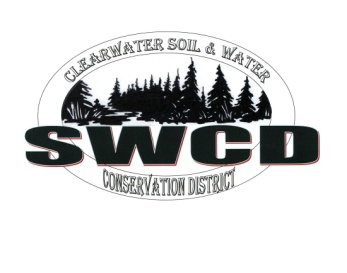 CLEARWATER SOIL & WATER
SWCD
CONSERVATION DISTRICT